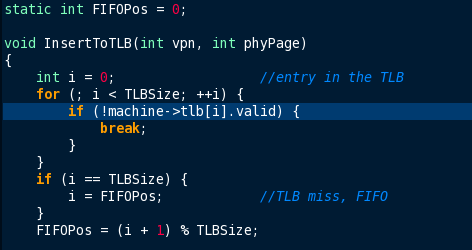 static int FIFOPos = 0;
void InsertToTLB(int vpn, int phyPage)
{
    int i = 0;                  //entry in the TLB
    for (; i < TLBSize; ++i) {
        if (!machine->tlb[i].valid) {
            break;
        }
    }
    if (i == TLBSize) {
        i = FIFOPos;            //TLB miss, FIFO
    }
    FIFOPos = (i + 1) % TLBSize;